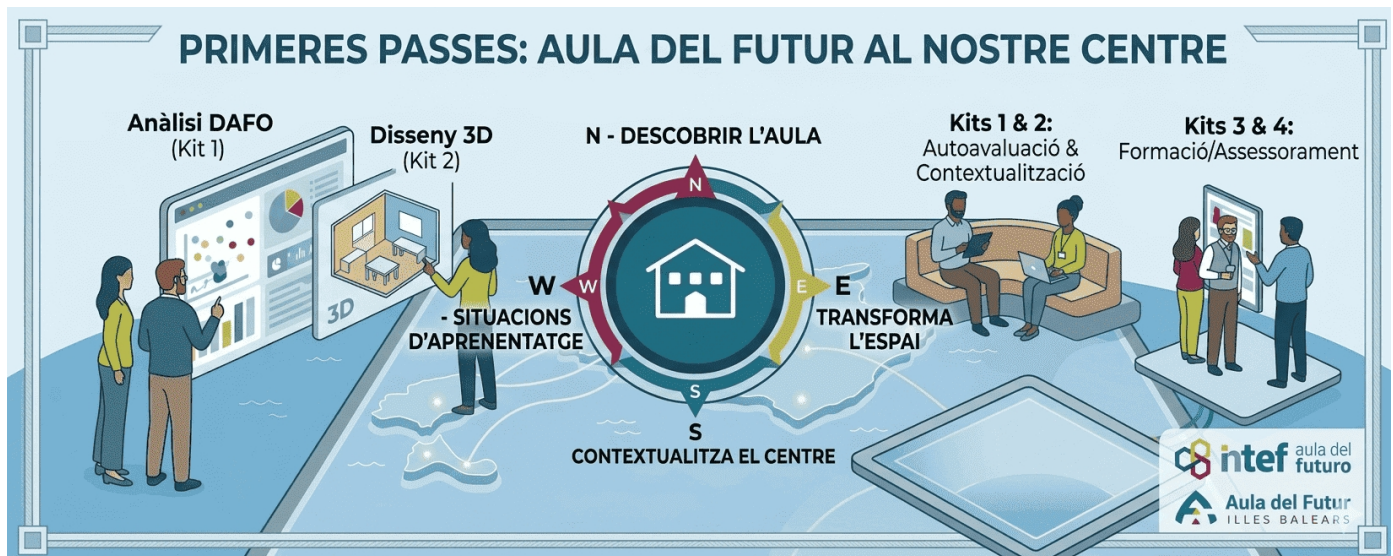 PRIMERES PASSES: AULA DEL FUTUR AL NOSTRE CENTRE
Anàlisi DAFO
(Kit 1)
Disseny 3D
(Kit 2)
3D
N - DESCOBRIR L'AULA
N
W
W
- SITUACIONS
D'APRENENTATGE
E
E
TRANSFORMA
L'ESPAI
S
S
CONTEXTUALITZA EL CENTRE
Kits 1 & 2:
Autoavaluació &
Contextualització
Kits 3 & 4:
Formació/Assessorament
intef aula del
futuro
Aula del Futur
ILLES BALEARS